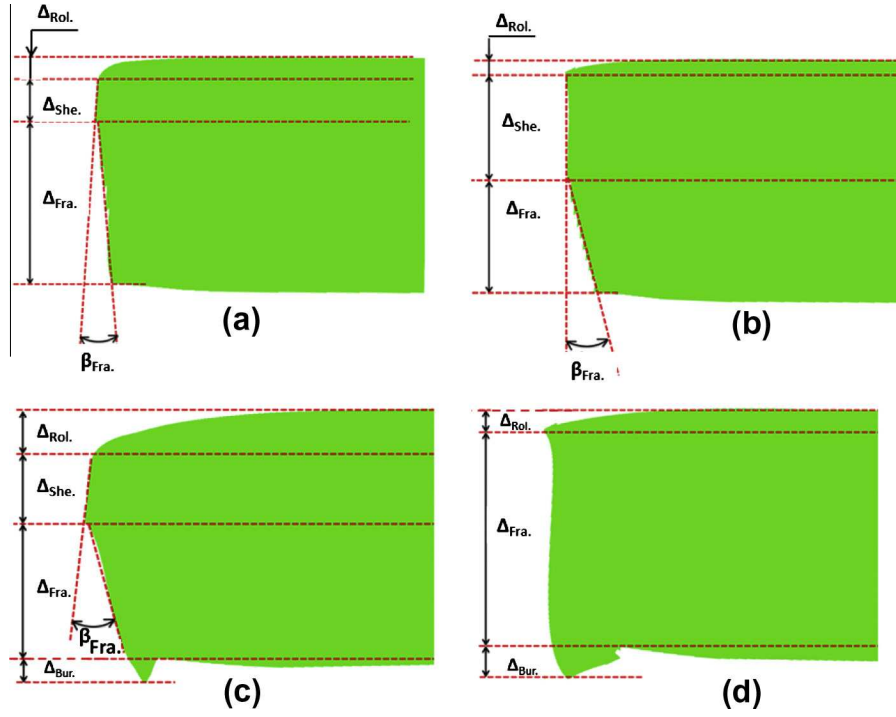 ΔRol.
ΔShe.
ΔFra.
βFra.
(a)
ΔRol.
ΔShe.
ΔFra.
βFra.
(b)
ΔRol.
ΔShe.
ΔFra.
βFra.
ΔBur.
(c)
ΔRol.
ΔFra.
ΔBur.
(d)